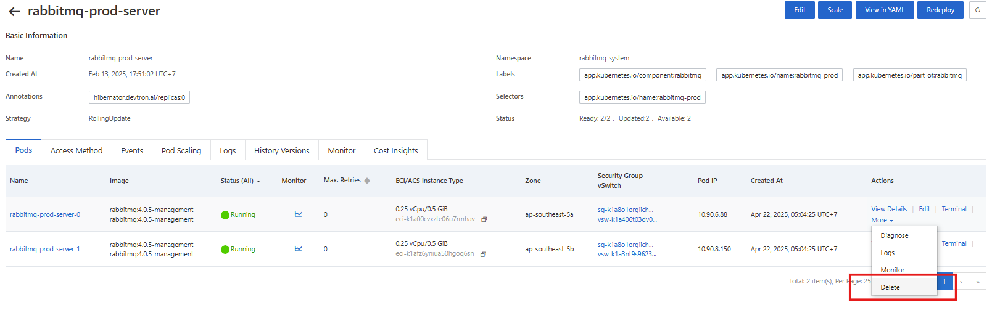 rabbitmq-prod-server
Edit Scale View in YAML Redeploy
Basic Information
Name rabbitmq-prod-server Namespace rabbitmq-system
Created At Feb 13, 2025, 17:51:02 UTC+7 Labels app.kubernetes.io/component:rabbitmq app.kubernetes.io/name:rabbitmq-prod app.kubernetes.io/part-of:rabbitmq
Annotations hibernator.devtron.ai/replicas:0 Selectors app.kubernetes.io/name:rabbitmq-prod
Strategy RollingUpdate Status Ready: 2/2 , Updated:2 , Available: 2
Pods Access Method Events Pod Scaling Logs History Versions Monitor Cost Insights
Name Image Status (All) Monitor Max. Retries ECI/ACS Instance Type Zone Security Group Pod IP Created At Actions
vSwitch
rabbitmq:4.0.5-management 0.25 vCpu/0.5 GiB sg-k1a8o1orgiich... View Details | Edit | Terminal |
rabbitmq-prod-server-0 Running 0 ap-southeast-5a 10.90.6.88 Apr 22, 2025, 05:04:25 UTC+7
rabbitmq:4.0.5-management eci-k1a00cvxzte06u7rmhav vsw-k1a406t03dv0... More
Diagnose
rabbitmq:4.0.5-management 0.25 vCpu/0.5 GiB sg-k1a8o1orgiich... Terminal |
rabbitmq-prod-server-1 Running 0 ap-southeast-5b 10.90.8.150 Apr 22, 2025, 05:04:25 UTC+7
rabbitmq:4.0.5-management eci-k1afz6yniua50hgoq6sn vsw-k1a3nt9s9623... Logs
Monitor
Total: 2 item(s), Per Page: 25 1 › »
Delete